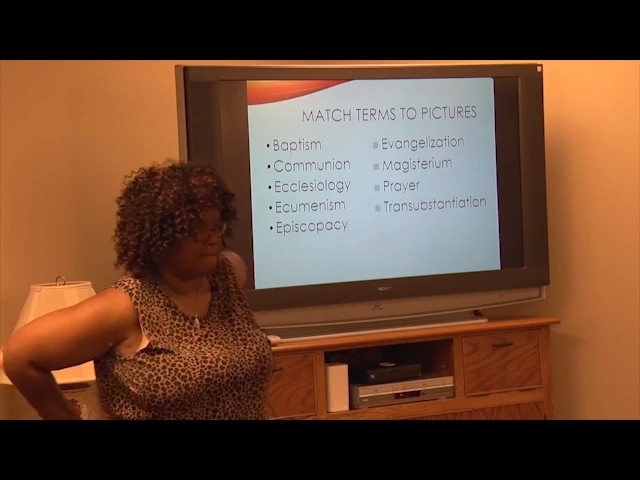 MATCH TERMS TO PICTURES
• Baptism
• Communion
• Ecclesiology
• Ecumenism
• Episcopacy
■ Evangelization
■ Magisterium
■ Prayer
■ Transubstantiation
SONY